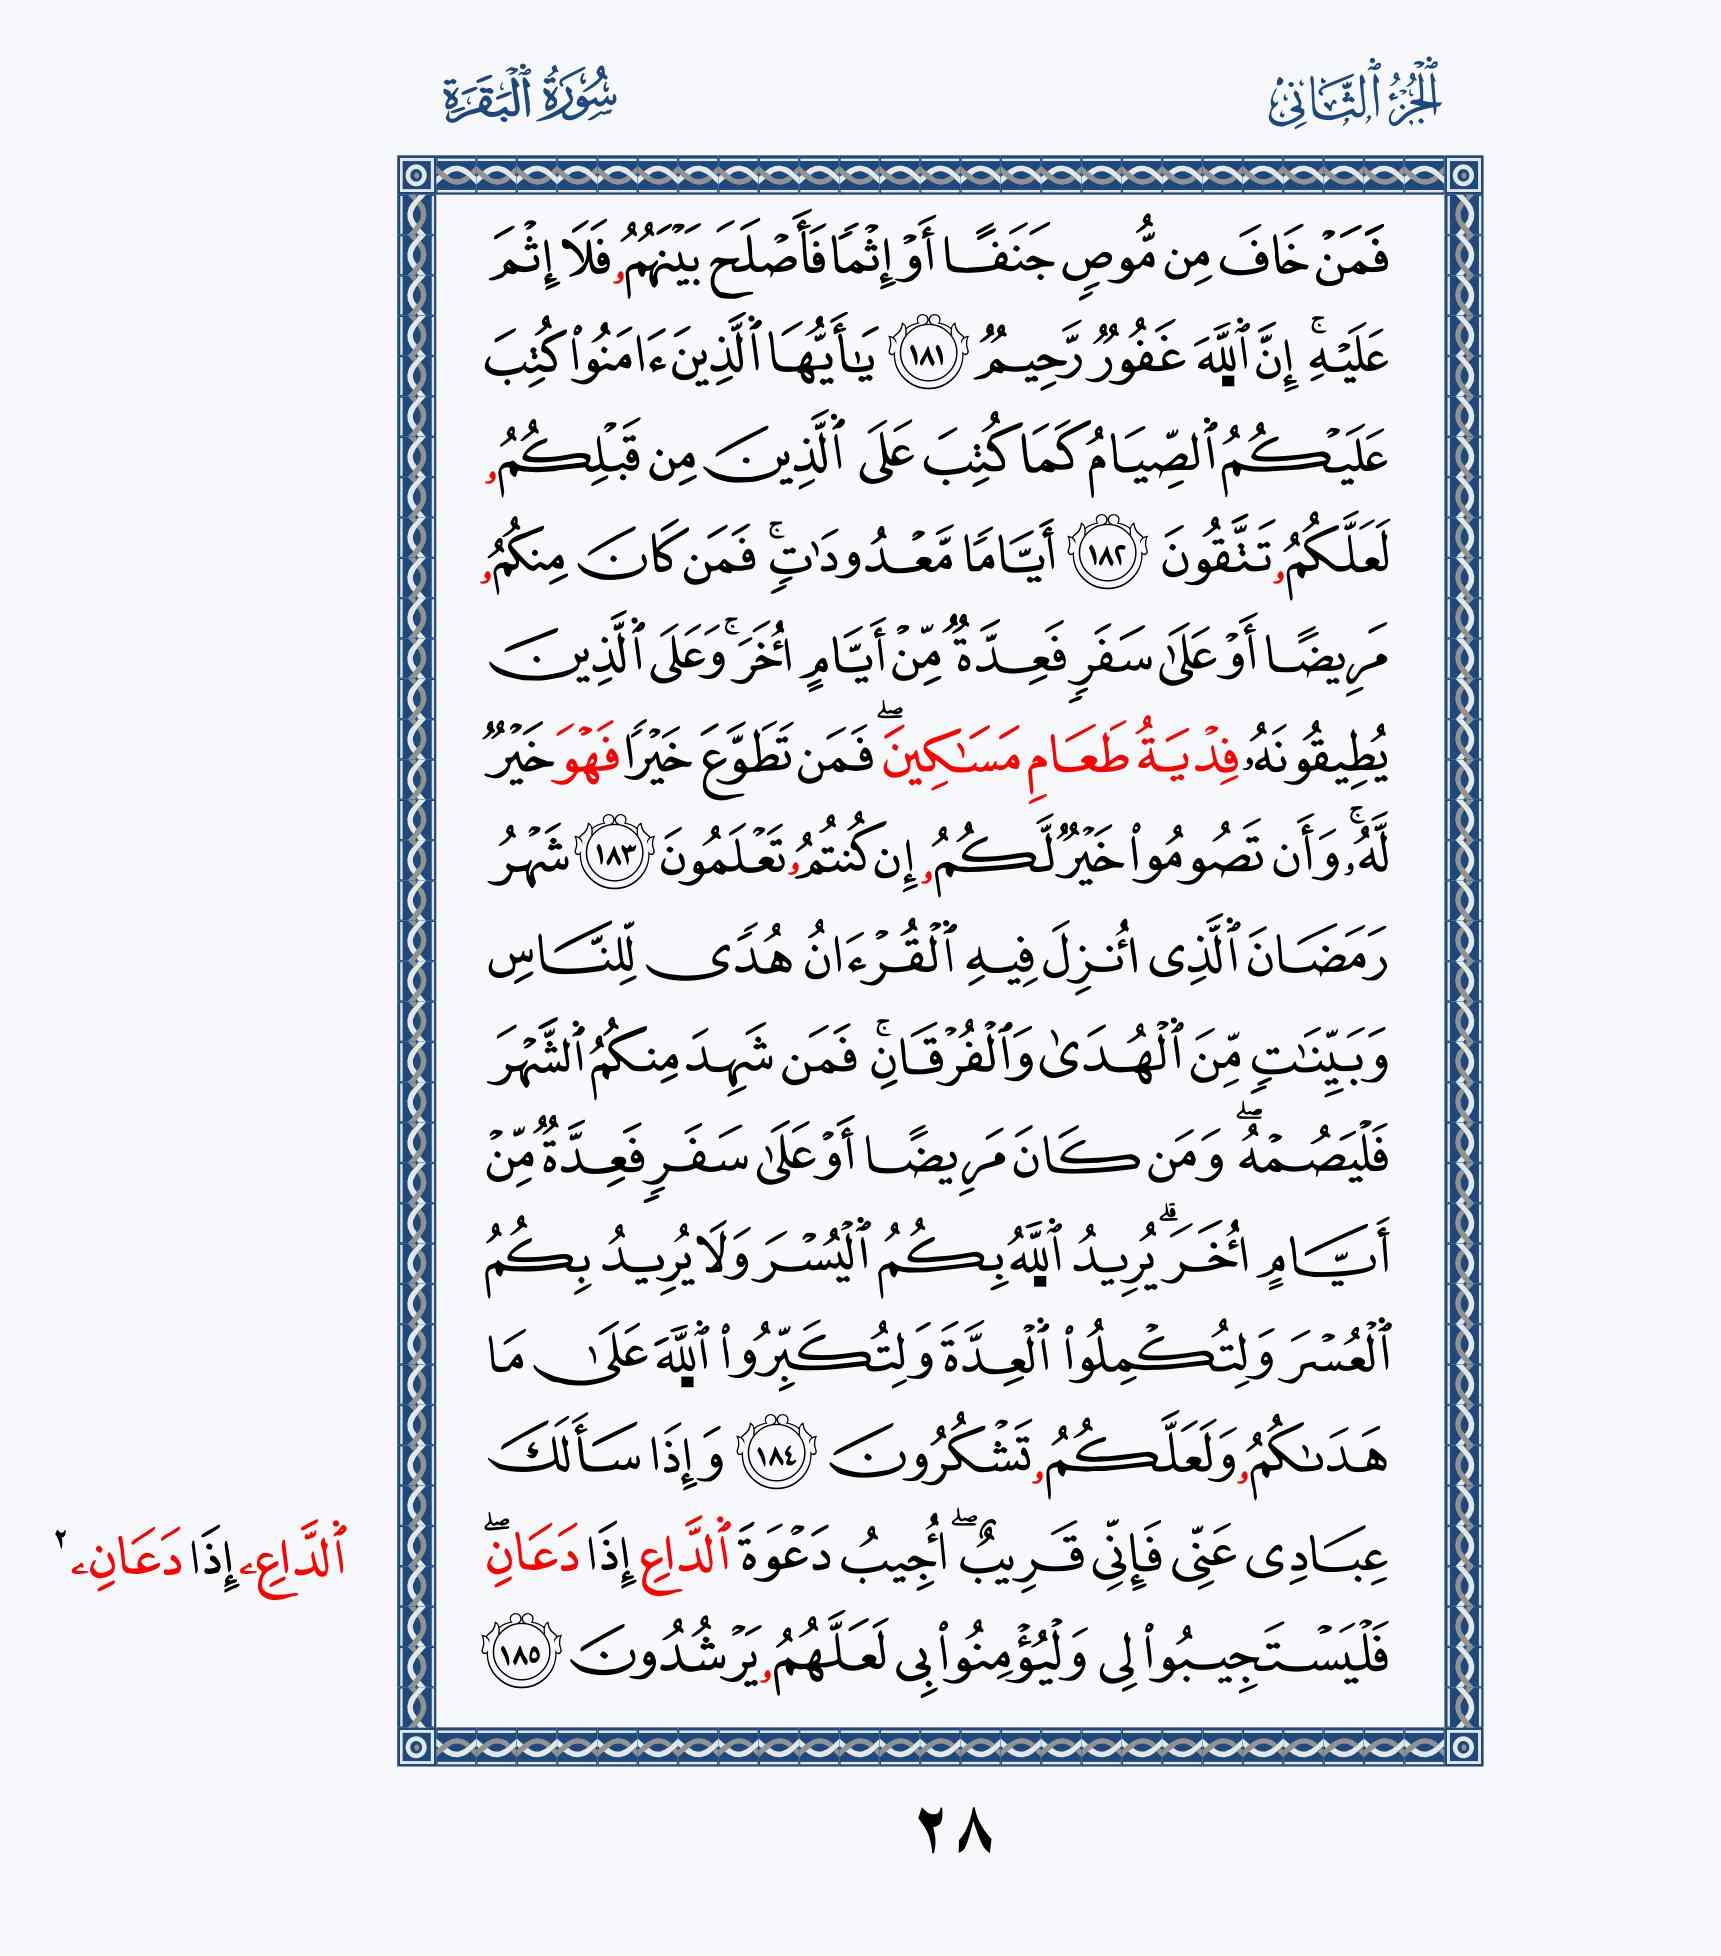 ٱلْجُزْءُ ٱلثَّانِي
سُورَةُ ٱلْبَقَرَةِ
فَمَنۡ خَافَ مِن مُّوصٖ جَنَفًا أَوۡ إِثۡمٗا فَأَصۡلَحَ بَيۡنَهُمُۥ فَلَا إِثۡمَ
عَلَيۡهِۚ إِنَّ ٱللَّهَ غَفُورٞ رَّحِيمٞ ١٨١ يَٰأَيُّهَا ٱلَّذِينَ ءَامَنُواْ كُتِبَ
عَلَيۡكُمُ ٱلصِّيَامُ كَمَا كُتِبَ عَلَى ٱلَّذِينَ مِن قَبۡلِكُمُۥ
لَعَلَّكُمُۥ تَتَّقُونَ ١٨٢ أَيَّامٗا مَّعۡدُودَٰتٖۚ فَمَن كَانَ مِنكُمُۥ
مَرِيضًا أَوۡ عَلَىٰ سَفَرٖ فَعِدَّةٞ مِّنۡ أَيَّامٍ أُخَرَۚ وَعَلَى ٱلَّذِينَ
يُطِيقُونَهُۥ فِدۡيَةُ طَعَامِ مَسَٰكِينَۖ فَمَن تَطَوَّعَ خَيۡرٗا فَهۡوَ خَيۡرٞ
لَّهُۥۚ وَأَن تَصُومُواْ خَيۡرٞ لَّكُمُۥ إِن كُنتُمُۥ تَعۡلَمُونَ ١٨٣ شَهۡرُ
رَمَضَانَ ٱلَّذِى أُنزِلَ فِيهِ ٱلۡقُرۡءَانُ هُدٗى لِّلنَّاسِ
وَبَيِّنَٰتٖ مِّنَ ٱلۡهُدَىٰ وَٱلۡفُرۡقَانِۚ فَمَن شَهِدَ مِنكُمُ ٱلشَّهۡرَ
فَلۡيَصُمۡهُۖ وَمَن كَانَ مَرِيضًا أَوۡ عَلَىٰ سَفَرٖ فَعِدَّةٞ مِّنۡ
أَيَّامٍ أُخَرَۗ يُرِيدُ ٱللَّهُ بِكُمُ ٱلۡيُسۡرَ وَلَا يُرِيدُ بِكُمُ
ٱلۡعُسۡرَ وَلِتُكۡمِلُواْ ٱلۡعِدَّةَ وَلِتُكَبِّرُواْ ٱللَّهَ عَلَىٰ مَا
هَدَىٰكُمُۥ وَلَعَلَّكُمُۥ تَشۡكُرُونَ ١٨٤ وَإِذَا سَأَلَكَ
عِبَادِى عَنِّى فَإِنِّى قَرِيبٌۖ أُجِيبُ دَعۡوَةَ ٱلدَّاعِ إِذَا دَعَانِۖ
ٱلدَّاعِۦ إِذَا دَعَانِۦ ٢
فَلۡيَسۡتَجِيبُواْ لِى وَلۡيُؤۡمِنُواْ بِى لَعَلَّهُمُۥ يَرۡشُدُونَ ١٨٥
٢٨